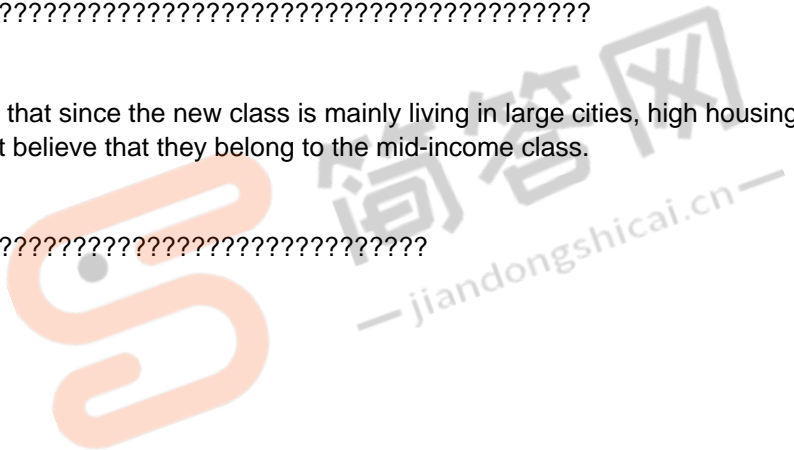 ????????????????????????????????????????
that since the new class is mainly living in large cities, high housing
t believe that they belong to the mid-income class.
?????????????????????????????
简答网
jiandongshicai.cn